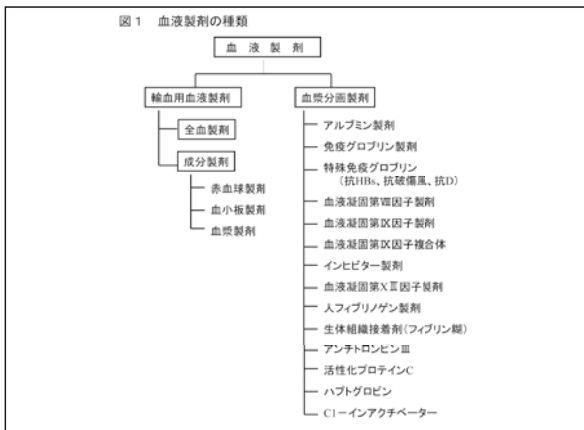 図1 血液製剤の種類
血液製剤
輸血用血液製剤
全血製剤
成分製剤
赤血球製剤
血小板製剤
血漿製剤
血漿分画製剤
アルブミン製剤
免疫グロブリン製剤
特殊免疫グロブリン
（抗HBs、抗破傷風、抗D）
血液凝固第Ⅷ因子製剤
血液凝固第Ⅸ因子製剤
血液凝固第Ⅸ因子複合体
インヒビター製剤
血液凝固第XⅢ因子製剤
人フィブリノゲン製剤
生体組織接着剤(フィブリン糊)
アンチトロンビンⅢ
活性化プロテインC
ハプトグロビン
C1－インアクチベーター